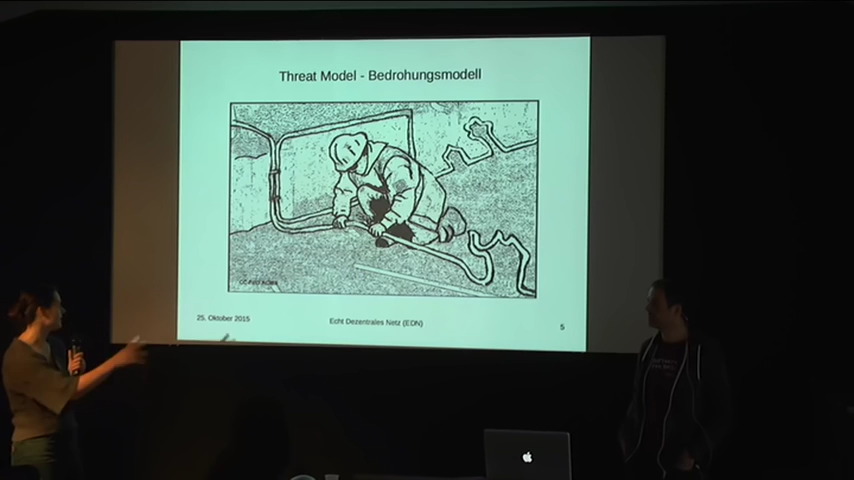 Threat Model - Bedrohungsmodell
25. Oktober 2015
Echt Dezentrales Netz (EDN)
5